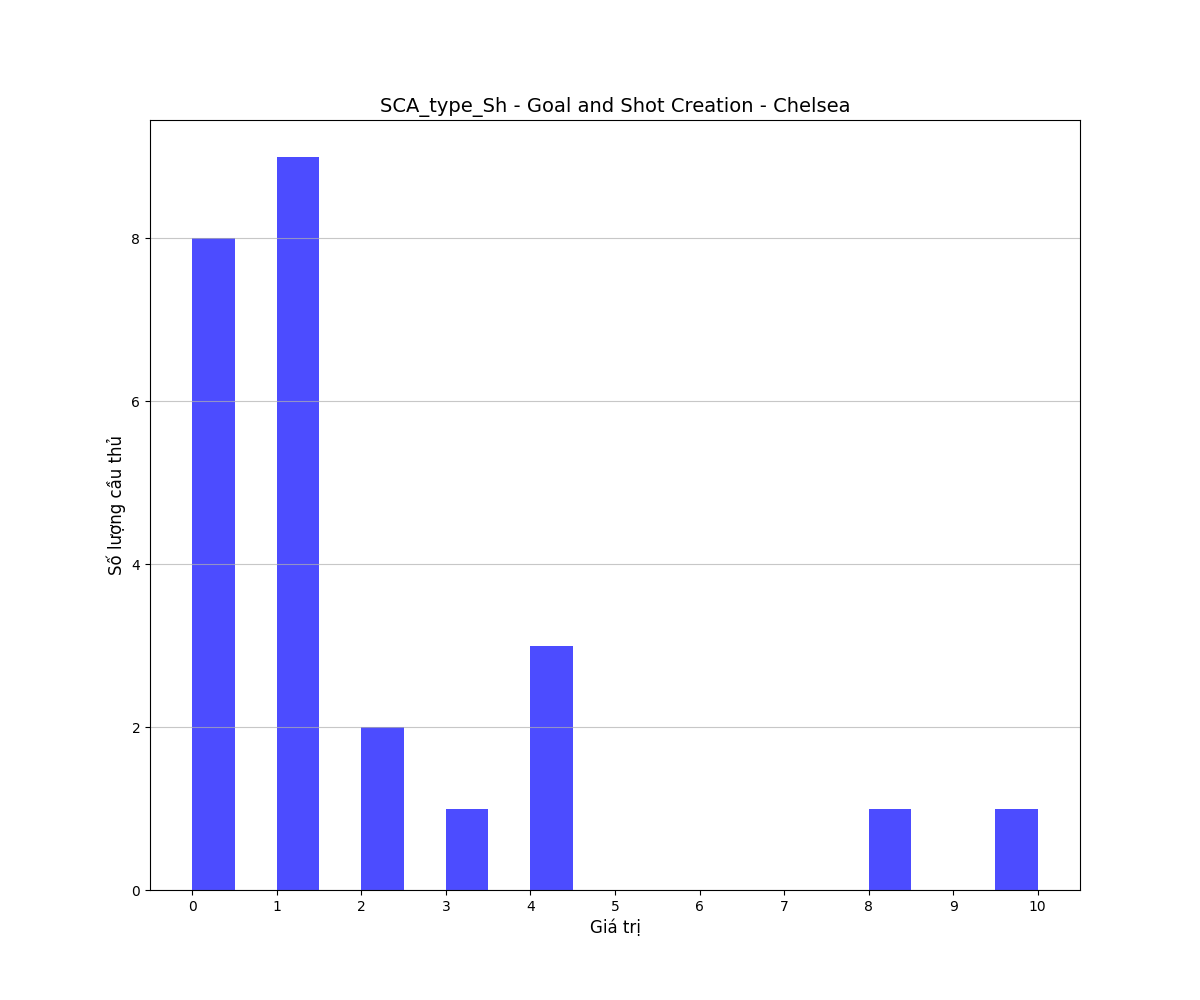 SCA_type_Sh - Goal and Shot Creation - Chelsea
8
6
4
2
0
Số lượng cầu thủ
0 1 2 3 4 5 6 7 8 9 10
Giá trị